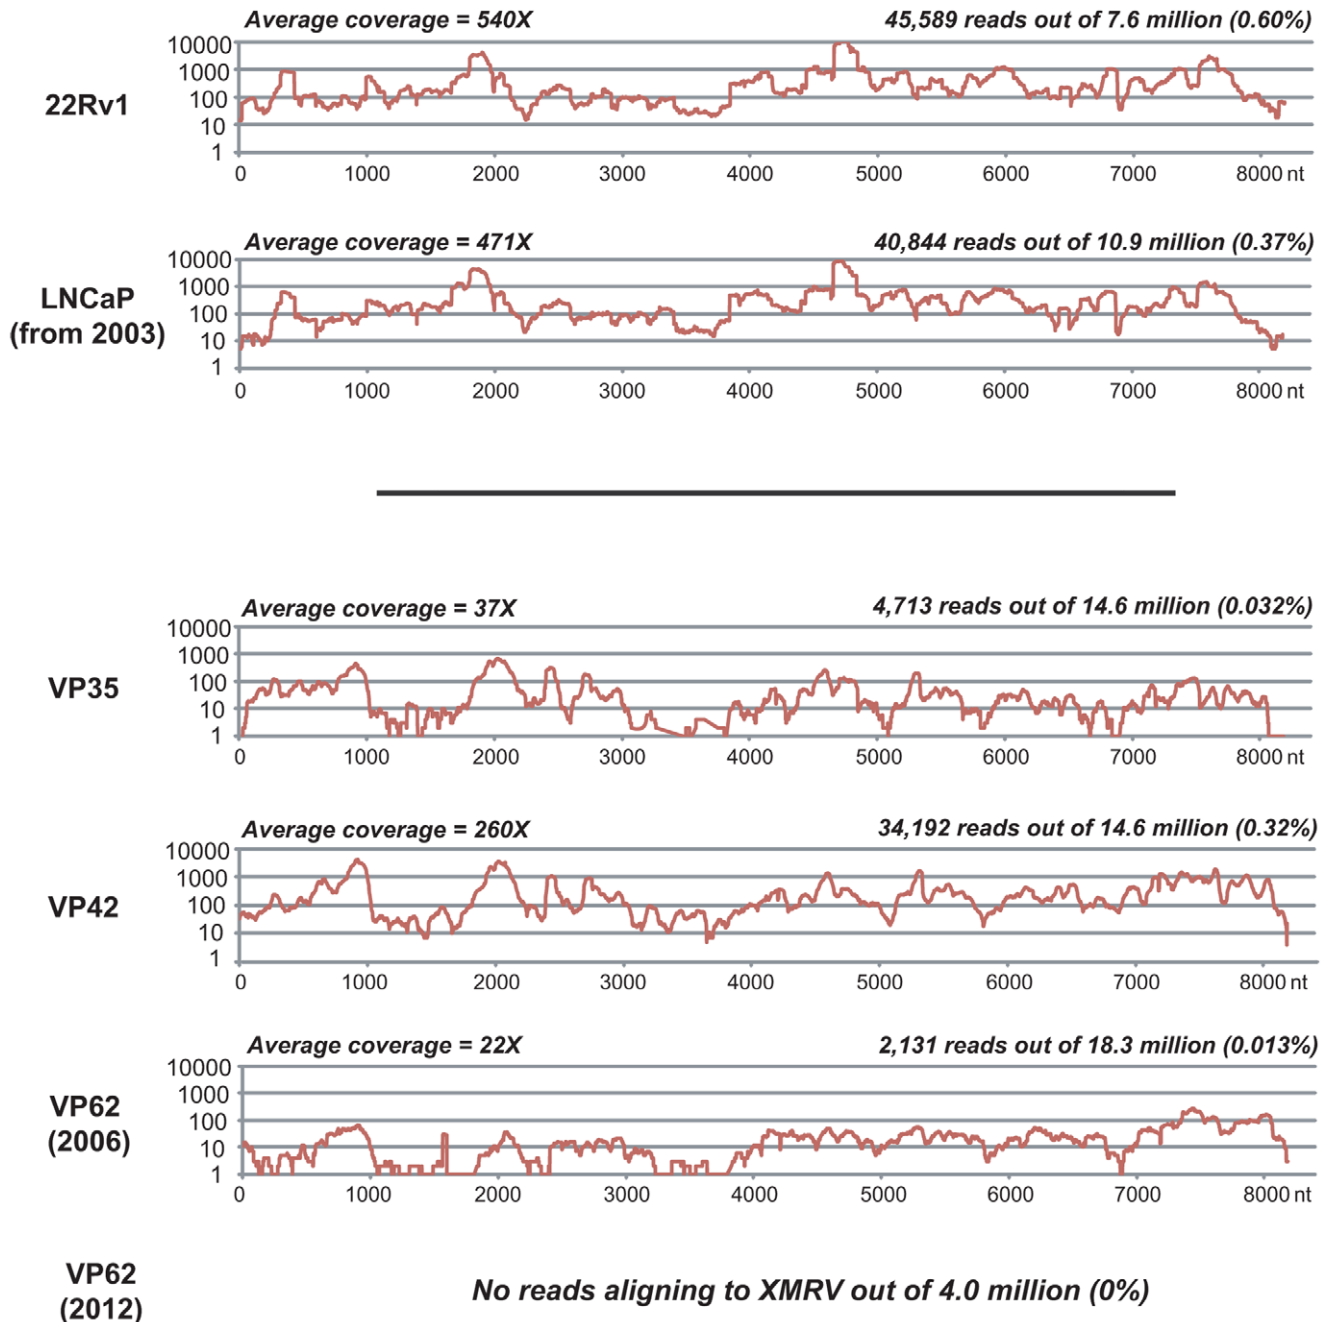 Average coverage = 540X 45,589 reads out of 7.6 million (0.60%)
22Rv1
10000
1000
100
10
1
0 1000 2000 3000 4000 5000 6000 7000 8000 nt
Average coverage = 471X 40,844 reads out of 10.9 million (0.37%)
LNCaP
(from 2003)
10000
1000
100
10
1
0 1000 2000 3000 4000 5000 6000 7000 8000 nt
Average coverage = 37X 4,713 reads out of 14.6 million (0.032%)
VP35
10000
1000
100
10
1
0 1000 2000 3000 4000 5000 6000 7000 8000 nt
Average coverage = 260X 34,192 reads out of 14.6 million (0.32%)
VP42
10000
1000
100
10
1
0 1000 2000 3000 4000 5000 6000 7000 8000 nt
Average coverage = 22X 2,131 reads out of 18.3 million (0.013%)
VP62
(2006)
10000
1000
100
10
1
0 1000 2000 3000 4000 5000 6000 7000 8000 nt
VP62
(2012)
No reads aligning to XMRV out of 4.0 million (0%)